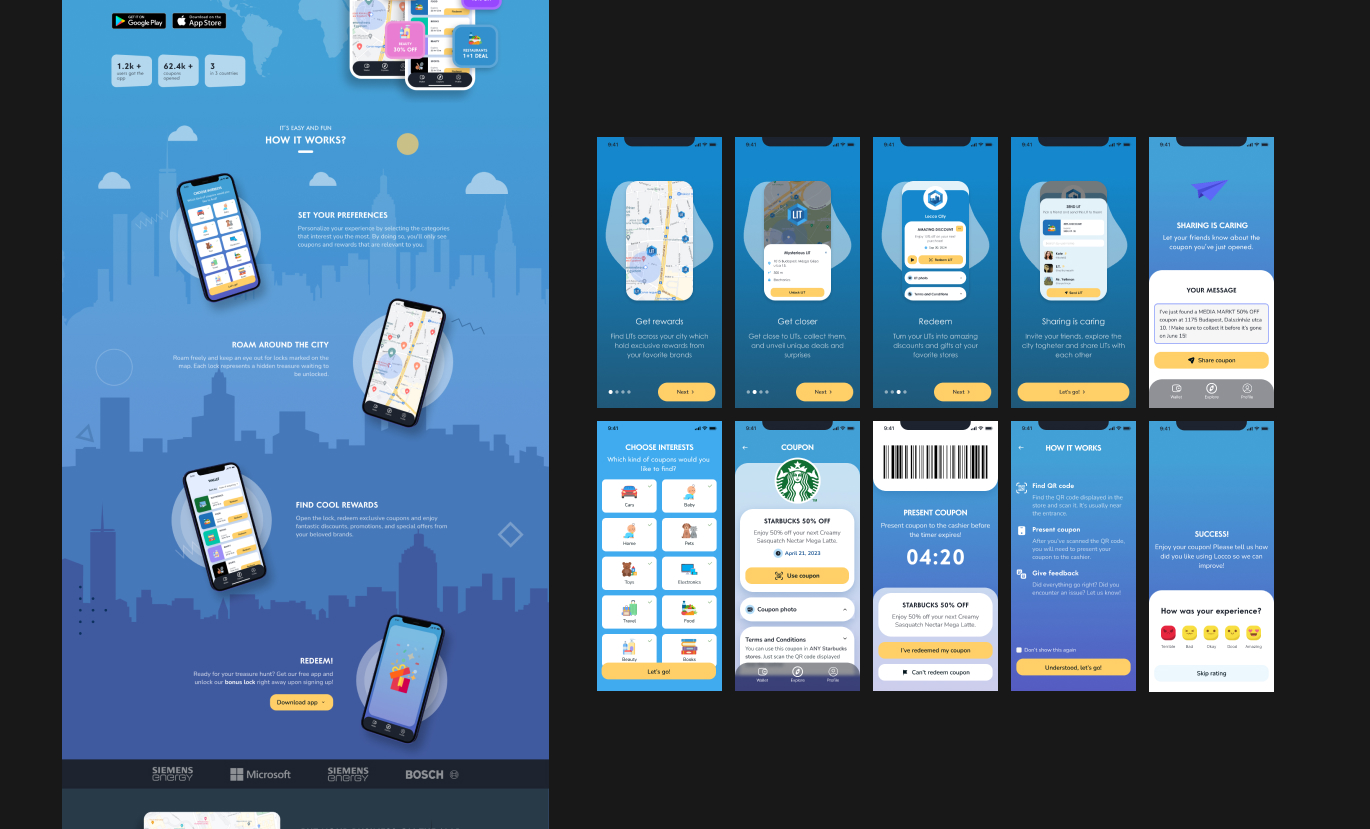 GET IT ON
Google Play
Download on the
App Store
BEAUTY
30% OFF
RESTAURANTS
1+1 DEAL
1.2k +
users got the
app
62.4k +
coupons
opened
3
in 3 countries
IT'S EASY AND FUN
HOW IT WORKS?
SET YOUR PREFERENCES
Personalize your experience by selecting the categories
that interest you the most. By doing so, you'll only see
coupons and rewards that are relevant to you.
ROAM AROUND THE CITY
Roam freely and keep an eye out for locks marked on the
map. Each lock represents a hidden treasure waiting to
be unlocked.
FIND COOL REWARDS
Open the lock, redeem exclusive coupons and enjoy
fantastic discounts, promotions, and special offers from
your beloved brands.
REDEEM!
Ready for your treasure hunt? Get our free app and
unlock our bonus lock right away upon signing up!
Download app
SIEMENS
energy
Microsoft
SIEMENS
energy
BOSCH
9:41
LIT
Get rewards
Find LITs across your city which
hold exclusive rewards from
your favorite brands
Next
9:41
LIT
Mysterious LIT
Unlock LIT
Get closer
Get close to LITs, collect them,
and unveil unique deals and
surprises
Next
9:41
Locco City
AMAZING DISCOUNT
Redeem LIT
Terms and Conditions
Redeem
Turn your LITs into amazing
discounts and gifts at your
favorite stores
Next
9:41
SEND LIT
Send LIT
Sharing is caring
Invite your friends, explore the
city togheter and share LITs with
each other
Let's go!
9:41
SHARING IS CARING
Let your friends know about the
coupon you've just opened.
YOUR MESSAGE
I've just found a MEDIA MARKT 50% OFF
coupon at 1175 Budapest, Dalszínház utca
10. ! Make sure to collect it before it's gone
on June 15!
Share coupon
Wallet
Explore
Profile
9:41
CHOOSE INTERESTS
Which kind of coupons would you
like to find?
Cars
Baby
Home
Pets
Toys
Electronics
Travel
Food
Beauty
Books
Let's go!
9:41
COUPON
STARBUCKS 50% OFF
Enjoy 50% off your next Creamy
Sasquatch Nectar Mega Latte.
April 21, 2023
Use coupon
Coupon photo
Terms and Conditions
You can use this coupon in ANY Starbucks
stores. Just scan the QR code displayed
Wallet
Explore
Profile
9:41
PRESENT COUPON
Present coupon to the cashier before
the timer expires!
04:20
STARBUCKS 50% OFF
Enjoy 50% off your next Creamy
Sasquatch Nectar Mega Latte.
I've redeemed my coupon
Can't redeem coupon
9:41
HOW IT WORKS
Find QR code
Find the QR code displayed in the
store and scan it. It's usually near
the entrance.
Present coupon
After you've scanned the QR code,
you will need to present your
coupon to the cashier.
Give feedback
Did everything go right? Did you
encounter an issue? Let us know!
Don't show this again
Understood, let's go!
9:41
SUCCESS!
Enjoy your coupon! Please tell us how
did you like using Locco so we can
improve!
How was your experience?
Terrible
Bad
Okay
Good
Amazing
Skip rating